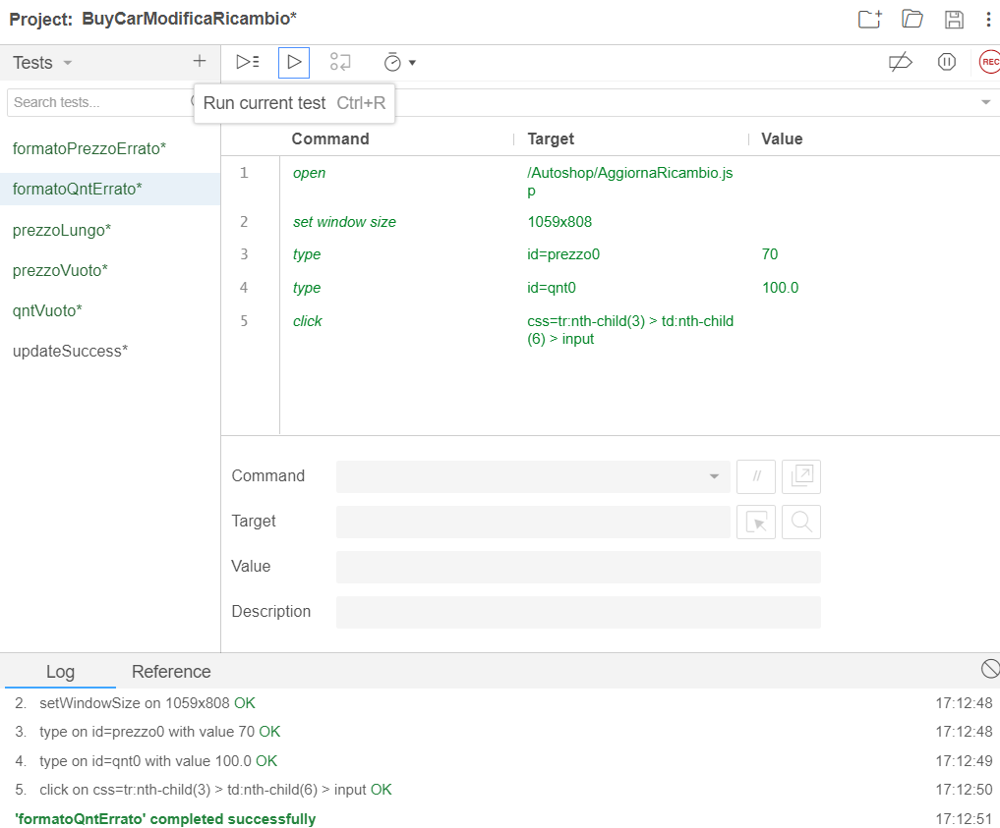 Project: BuyCarModificaRicambio*
Tests
REC
Search tests...
Run current test Ctrl+R
Command Target Value
formatoPrezzoErrato*
formatoQntErrato*
prezzoLungo*
prezzoVuoto*
qntVuoto*
updateSuccess*
1 open /Autoshop/AggiornaRicambio.js
p
2 set window size 1059x808
3 type id=prezzo0 70
4 type id=qnt0 100.0
5 click css=tr:nth-child(3) > td:nth-child
(6) > input
Command //
Target
Value
Description
Log Reference
2. setWindowSize on 1059x808 OK 17:12:48
3. type on id=prezzo0 with value 70 OK 17:12:48
4. type on id=qnt0 with value 100.0 OK 17:12:49
5. click on css=tr:nth-child(3) > td:nth-child(6) > input OK 17:12:50
'formatoQntErrato' completed successfully 17:12:51